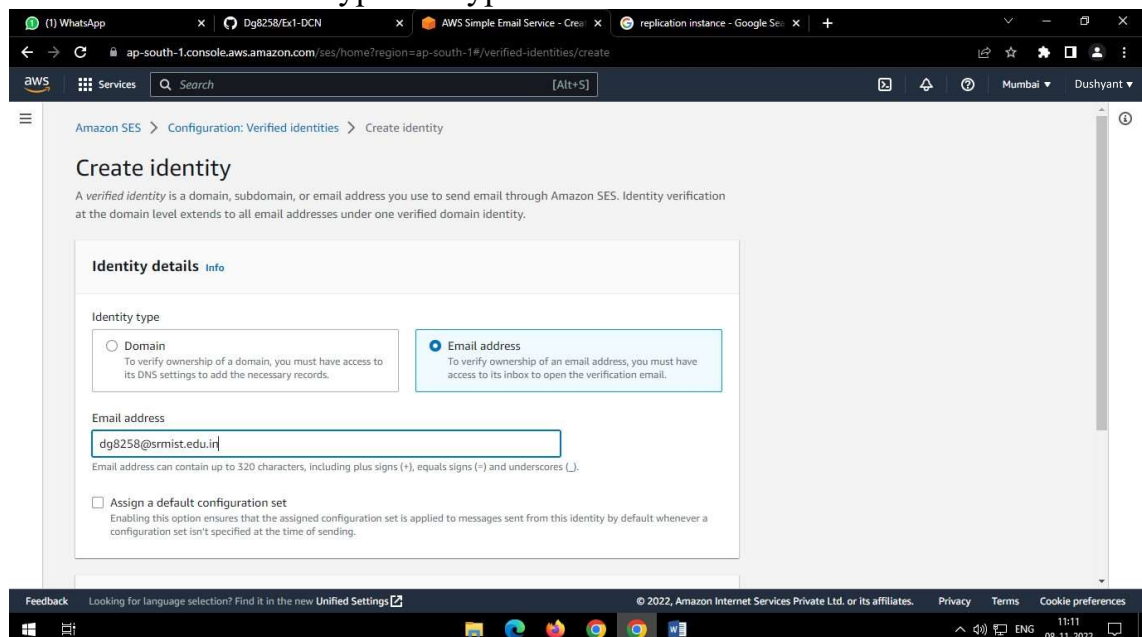 (1) WhatsApp
Dg8258/Ex1-DCN
AWS Simple Email Service - Crea
replication instance - Google Sea
ap-south-1.console.aws.amazon.com/ses/home?region=ap-south-1#/verified-identities/create
aws
Services
Search
[Alt+S]
Mumbai
Dushyant
Amazon SES > Configuration: Verified identities > Create identity
Create identity
A verified identity is a domain, subdomain, or email address you use to send email through Amazon SES. Identity verification
at the domain level extends to all email addresses under one verified domain identity.
Identity details Info
Identity type
Domain
To verify ownership of a domain, you must have access to
its DNS settings to add the necessary records.
Email address
To verify ownership of an email address, you must have
access to its inbox to open the verification email.
Email address
dg8258@srmist.edu.in
Email address can contain up to 320 characters, including plus signs (+), equals signs (=) and underscores (_).
Assign a default configuration set
Enabling this option ensures that the assigned configuration set is applied to messages sent from this identity by default whenever a
configuration set isn't specified at the time of sending.
Feedback
Looking for language selection? Find it in the new Unified Settings
© 2022, Amazon Internet Services Private Ltd. or its affiliates.
Privacy
Terms
Cookie preferences
ENG
11:11
08-11-2022